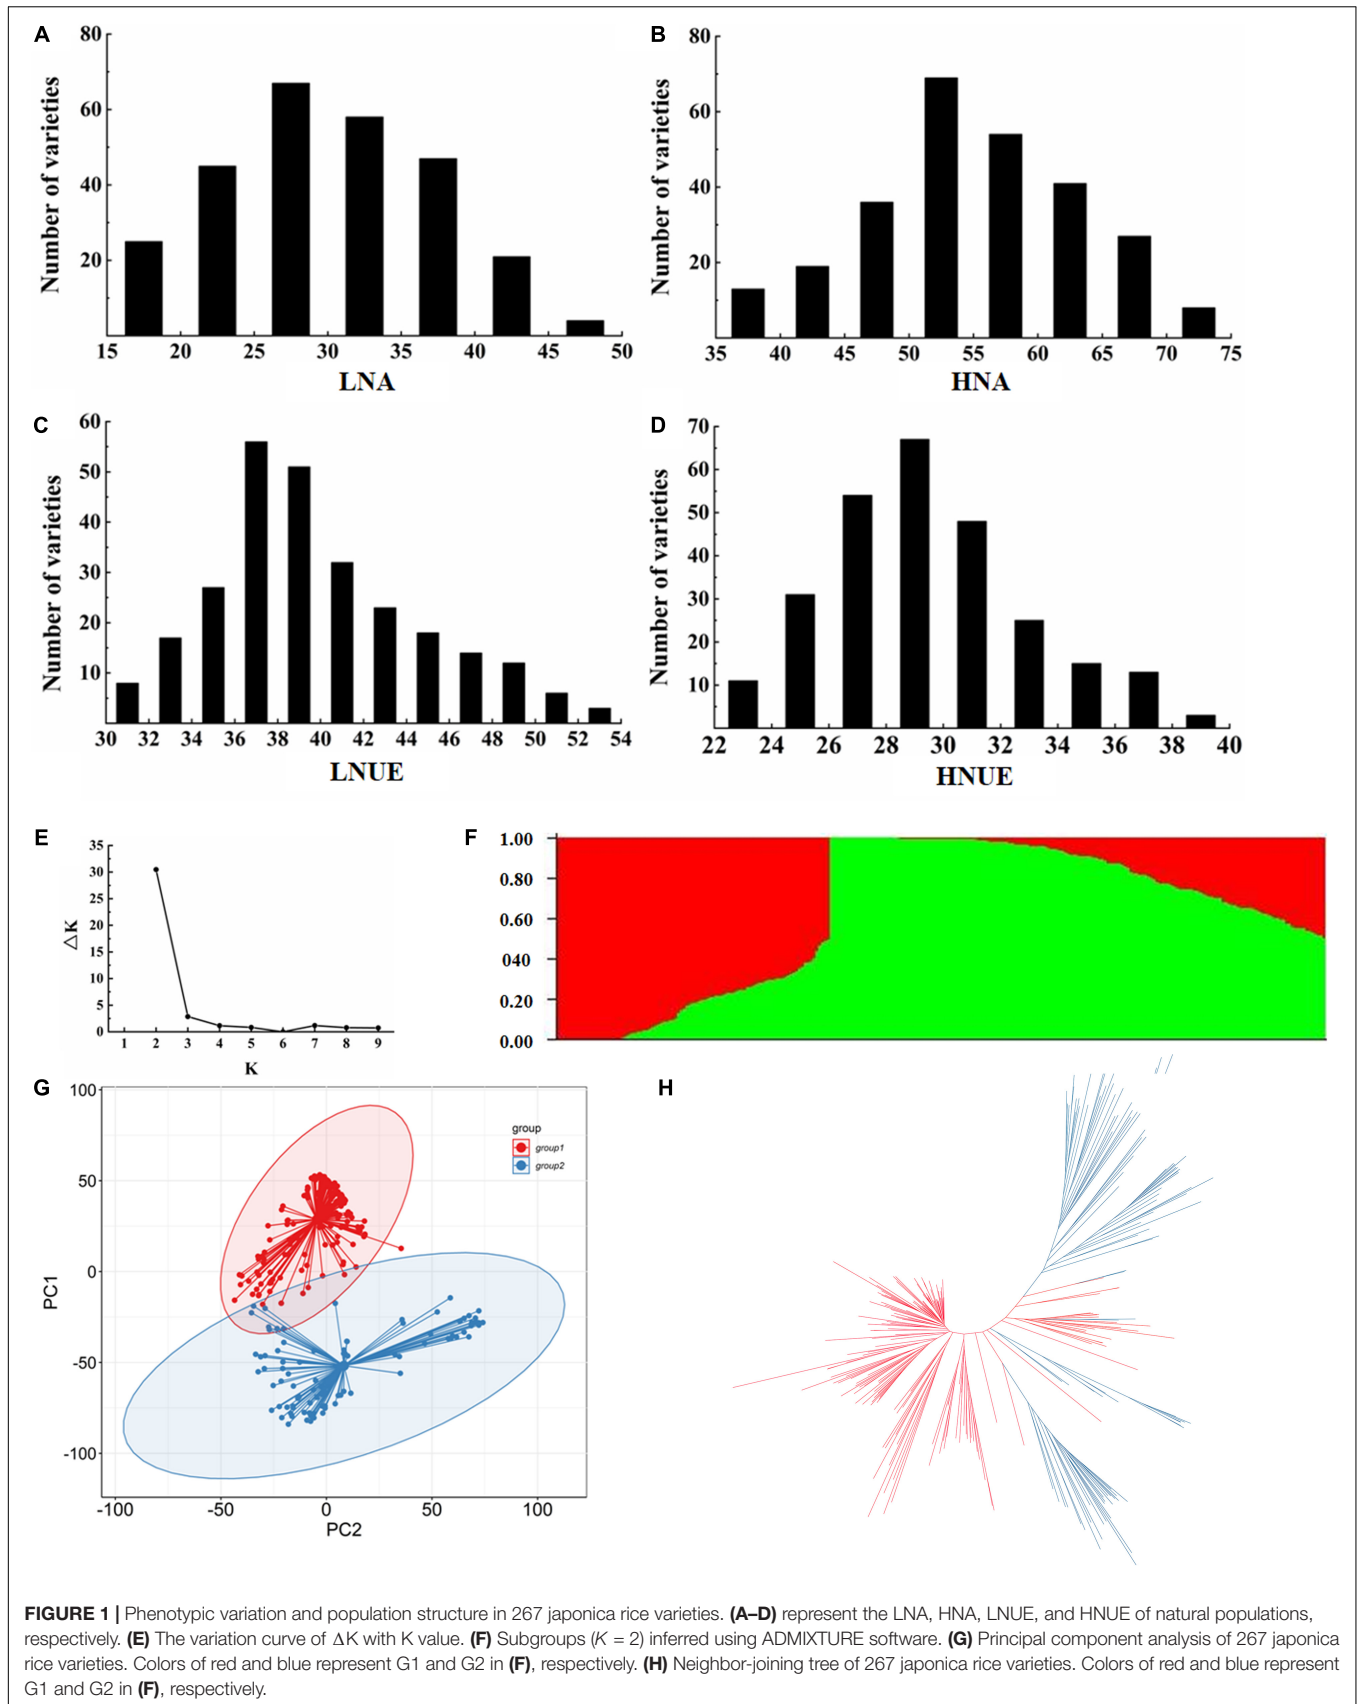 A
80
60
40
20
Number of varieties
15 20 25 30 35 40 45 50
LNA
B
80
60
40
20
Number of varieties
35 40 45 50 55 60 65 70 75
HNA
C
60
50
40
30
20
10
Number of varieties
30 32 34 36 38 40 42 44 46 48 50 52 54
LNUE
D
70
60
50
40
30
20
10
Number of varieties
22 24 26 28 30 32 34 36 38 40
HNUE
E
35
30
25
20
15
10
5
0
△K
1 2 3 4 5 6 7 8 9
K
F
1.00
0.80
0.60
040
0.20
0.00
G
100
50
0
-50
-100
PC1
group
group1
group2
-100 -50 0 50 100
PC2
H
FIGURE 1 | Phenotypic variation and population structure in 267 japonica rice varieties. (A–D) represent the LNA, HNA, LNUE, and HNUE of natural populations,
respectively. (E) The variation curve of ΔK with K value. (F) Subgroups (K = 2) inferred using ADMIXTURE software. (G) Principal component analysis of 267 japonica
rice varieties. Colors of red and blue represent G1 and G2 in (F), respectively. (H) Neighbor-joining tree of 267 japonica rice varieties. Colors of red and blue represent
G1 and G2 in (F), respectively.